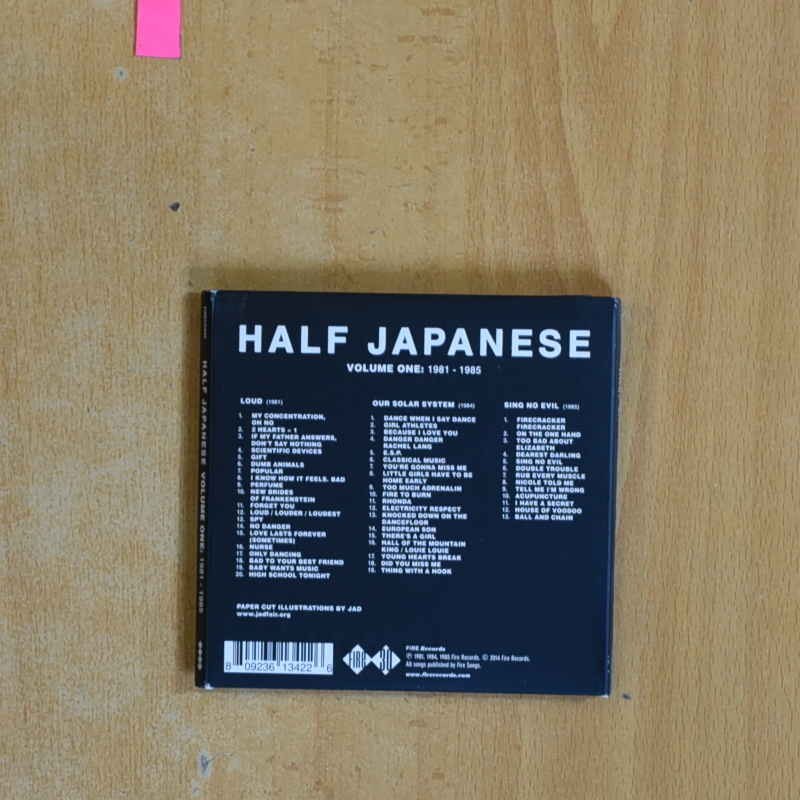 HALF JAPANESE
VOLUME ONE: 1981 - 1985
LOUD (1981)
1. MY CONCENTRATION,
OH NO
2. 2 HEARTS = 1
3. IF MY FATHER ANSWERS,
DON'T SAY NOTHING
4. SCIENTIFIC DEVICES
5. GIFT
6. DUMB ANIMALS
7. POPULAR
8. I KNOW HOW IT FEELS. BAD
9. PERFUME
10. NEW BRIDES
OF FRANKENSTEIN
11. FORGET YOU
12. LOUD / LOUDER / LOUDEST
13. SPY
14. NO DANGER
15. LOVE LASTS FOREVER
(SOMETIMES)
16. NURSE
17. ONLY DANCING
18. BAD TO YOUR BEST FRIEND
19. BABY WANTS MUSIC
20. HIGH SCHOOL TONIGHT
OUR SOLAR SYSTEM (1984)
1. DANCE WHEN I SAY DANCE
2. GIRL ATHLETES
3. BECAUSE I LOVE YOU
4. DANGER DANGER
RACHEL LANG
5. E.S.P.
6. CLASSICAL MUSIC
7. YOU'RE GONNA MISS ME
8. LITTLE GIRLS HAVE TO BE
HOME EARLY
9. TOO MUCH ADRENALIN
10. FIRE TO BURN
11. RHONDA
12. ELECTRICITY RESPECT
13. KNOCKED DOWN ON THE
DANCEFLOOR
14. EUROPEAN SON
15. THERE'S A GIRL
16. HALL OF THE MOUNTAIN
KING / LOUIE LOUIE
17. YOUNG HEARTS BREAK
18. DID YOU MISS ME
19. THING WITH A HOOK
SING NO EVIL (1985)
1. FIRECRACKER
FIRECRACKER
2. ON THE ONE HAND
3. TOO BAD ABOUT
ELIZABETH
4. DEAREST DARLING
5. SING NO EVIL
6. DOUBLE TROUBLE
7. RUB EVERY MUSCLE
8. NICOLE TOLD ME
9. TELL ME I'M WRONG
10. ACUPUNCTURE
11. I HAVE A SECRET
12. HOUSE OF VOODOO
13. BALL AND CHAIN
PAPER CUT ILLUSTRATIONS BY JAD
www.jadfair.org
8 09236 13422 6
FIRE 30
FIRE Records
℗ 1981, 1984, 1985 Fire Records. © 2014 Fire Records.
All songs published by Fire Songs.
www.firerecords.com
HALF JAPANESE VOLUME ONE: 1981 - 1985